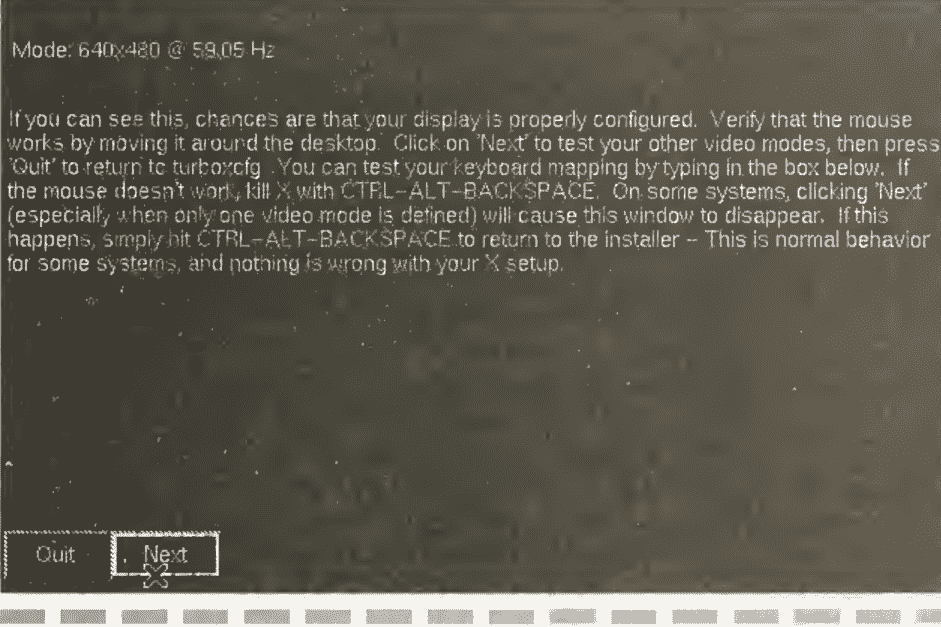 Mode: 640x480 @ 59.05 Hz
If you can see this, chances are that your display is properly configured.  Verify that the mouse
works by moving it around the desktop.  Click on 'Next' to test your other video modes, then press
'Quit' to return to turboxcfg .  You can test your keyboard mapping by typing in the box below.  If
the mouse doesn't work, kill X with CTRL-ALT-BACKSPACE.  On some systems, clicking 'Next'
(especially when only one video mode is defined) will cause this window to disappear.  If this
happens, simply hit CTRL-ALT-BACKSPACE to return to the installer -- This is normal behavior
for some systems, and nothing is wrong with your X setup.
Quit Next